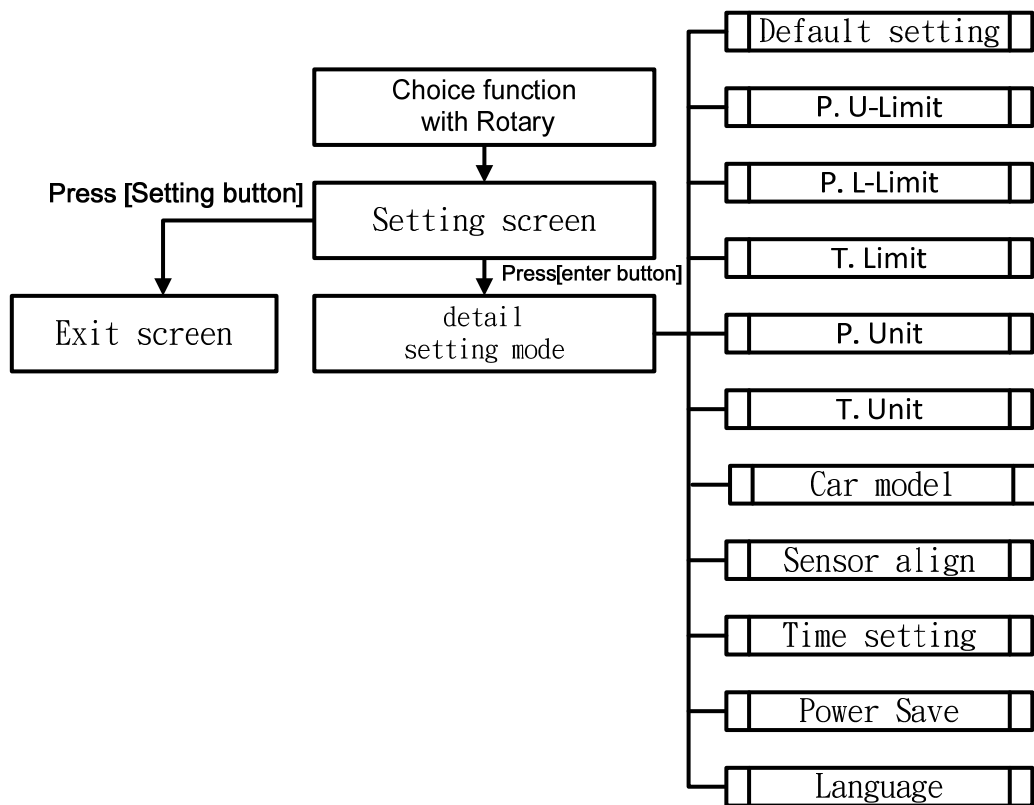 Choice function
with Rotary
Press [Setting button]
Setting screen
Press[enter button]
Exit screen
detail
setting mode
Default setting
P. U-Limit
P. L-Limit
T. Limit
P. Unit
T. Unit
Car model
Sensor align
Time setting
Power Save
Language